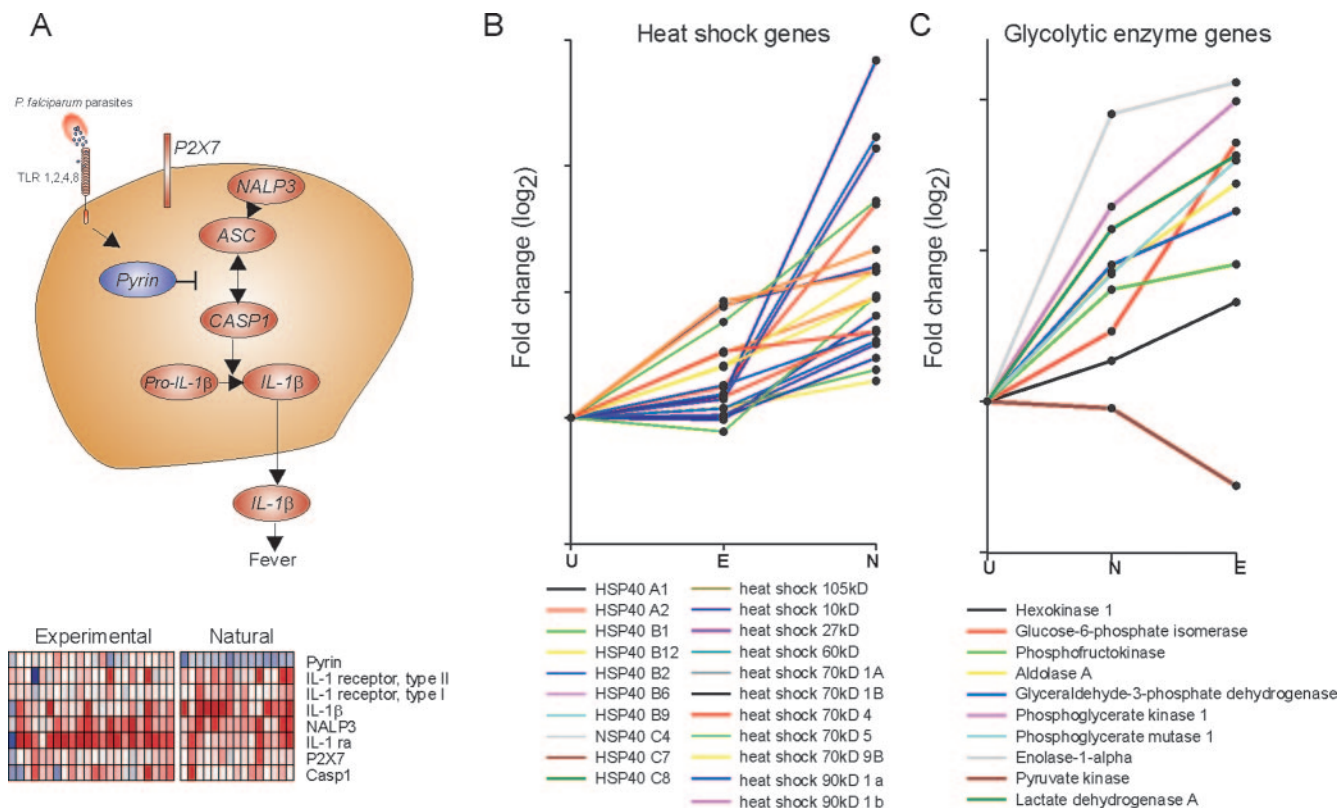 A
P. falciparum parasites
TLR 1,2,4,8
P2X7
NALP3
ASC
Pyrin
CASP1
Pro-IL-1β
IL-1β
IL-1β
Fever
Experimental
Natural
Pyrin
IL-1 receptor, type II
IL-1 receptor, type I
IL-1β
NALP3
IL-1 ra
P2X7
Casp1
B
Heat shock genes
Fold change (log2)
U
E
N
HSP40 A1
HSP40 A2
HSP40 B1
HSP40 B12
HSP40 B2
HSP40 B6
HSP40 B9
NSP40 C4
HSP40 C7
HSP40 C8
heat shock 105kD
heat shock 10kD
heat shock 27kD
heat shock 60kD
heat shock 70kD 1A
heat shock 70kD 1B
heat shock 70kD 4
heat shock 70kD 5
heat shock 70kD 9B
heat shock 90kD 1 a
heat shock 90kD 1 b
C
Glycolytic enzyme genes
Fold change (log2)
U
N
E
Hexokinase 1
Glucose-6-phosphate isomerase
Phosphofructokinase
Aldolase A
Glyceraldehyde-3-phosphate dehydrogenase
Phosphoglycerate kinase 1
Phosphoglycerate mutase 1
Enolase-1-alpha
Pyruvate kinase
Lactate dehydrogenase A